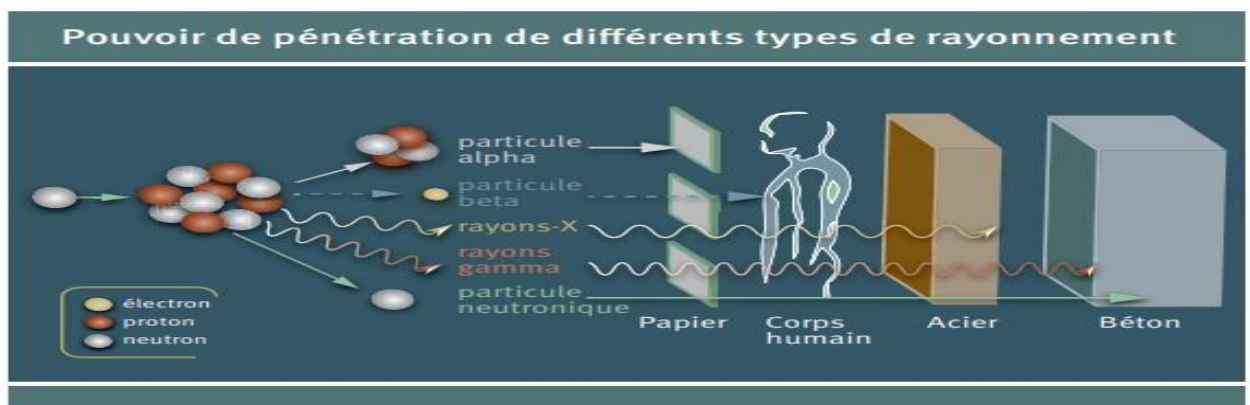 Pouvoir de pénétration de différents types de rayonnement
particule
alpha
particule
beta
rayons-X
rayons
gamma
particule
neutronique
électron
proton
neutron
Papier
Corps
humain
Acier
Béton